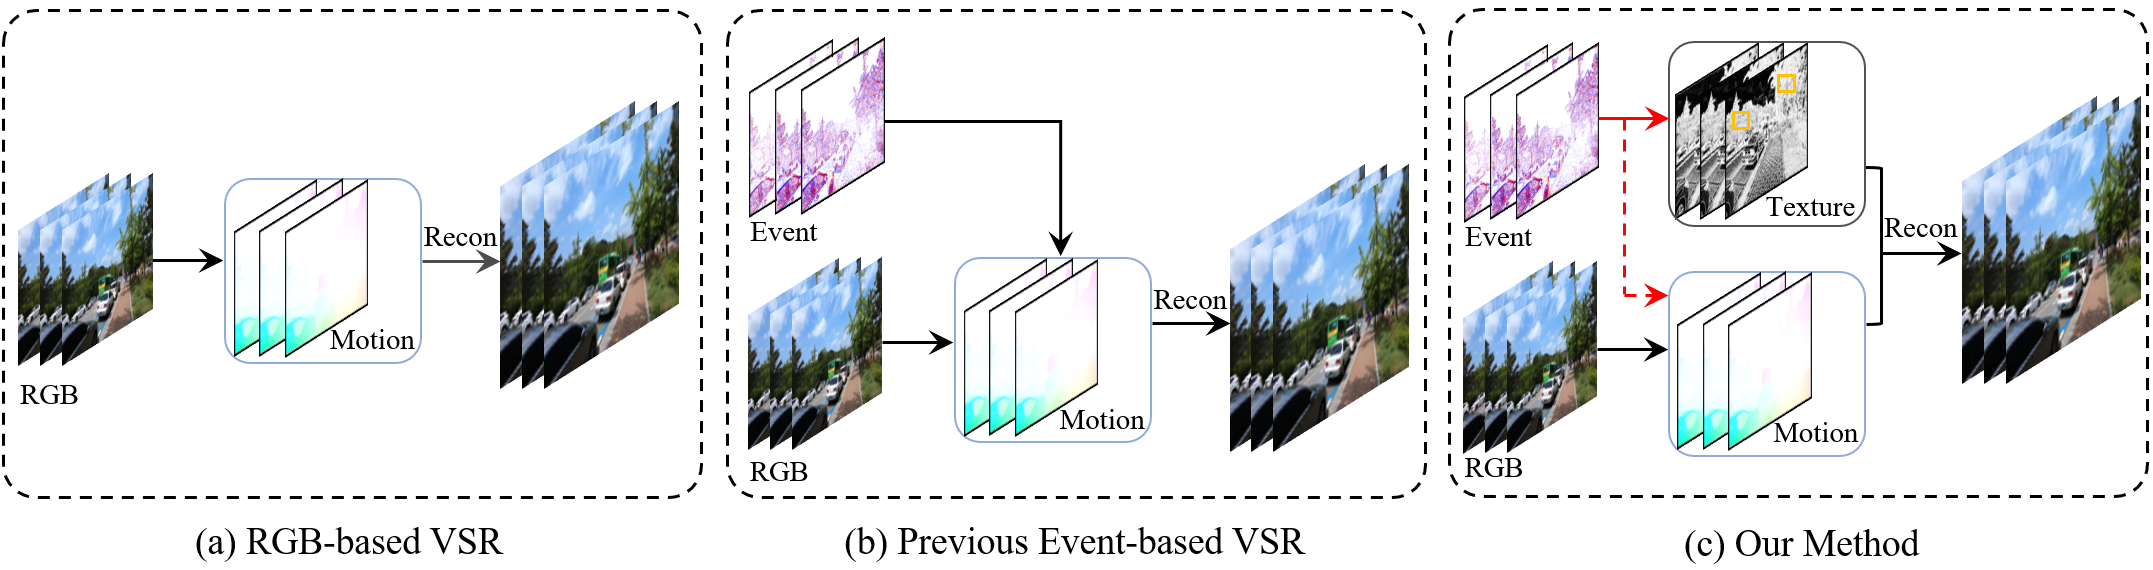 RGB
Motion
Recon
(a) RGB-based VSR
Event
RGB
Motion
Recon
(b) Previous Event-based VSR
Event
RGB
Texture
Motion
Recon
(c) Our Method